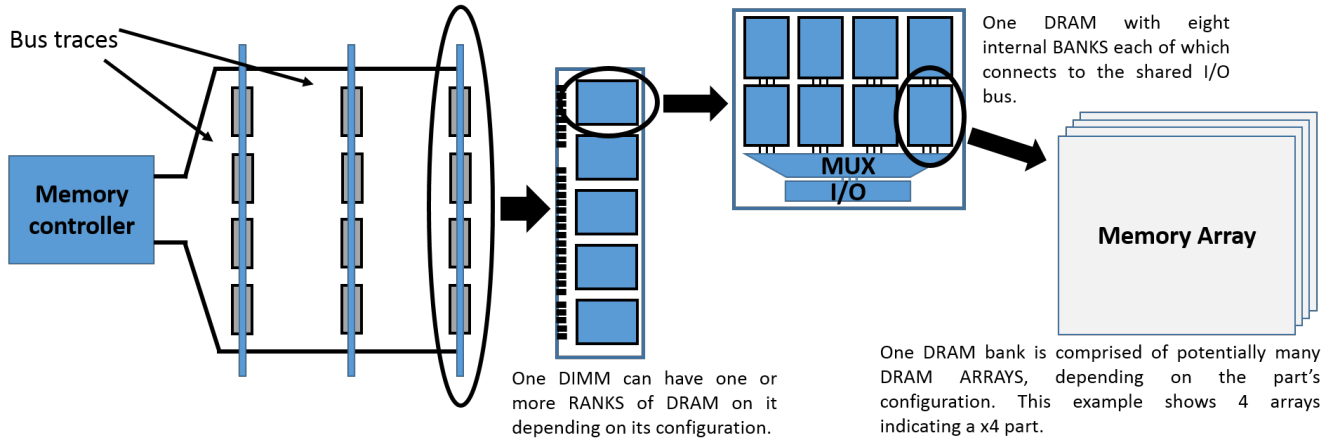 Bus traces
Memory
controller
One DIMM can have one or
more RANKS of DRAM on it
depending on its configuration.
MUX
I/O
One DRAM with eight
internal BANKS each of which
connects to the shared I/O
bus.
Memory Array
One DRAM bank is comprised of potentially many
DRAM ARRAYS, depending on the part's
configuration. This example shows 4 arrays
indicating a x4 part.